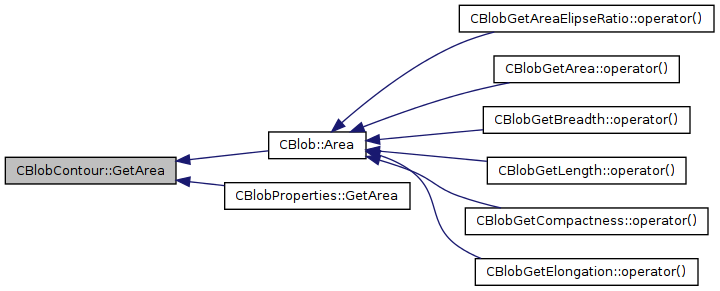 CBlobGetAreaElipseRatio::operator()
CBlobGetArea::operator()
CBlobGetBreadth::operator()
CBlob::Area
CBlobContour::GetArea
CBlobGetLength::operator()
CBlobProperties::GetArea
CBlobGetCompactness::operator()
CBlobGetElongation::operator()